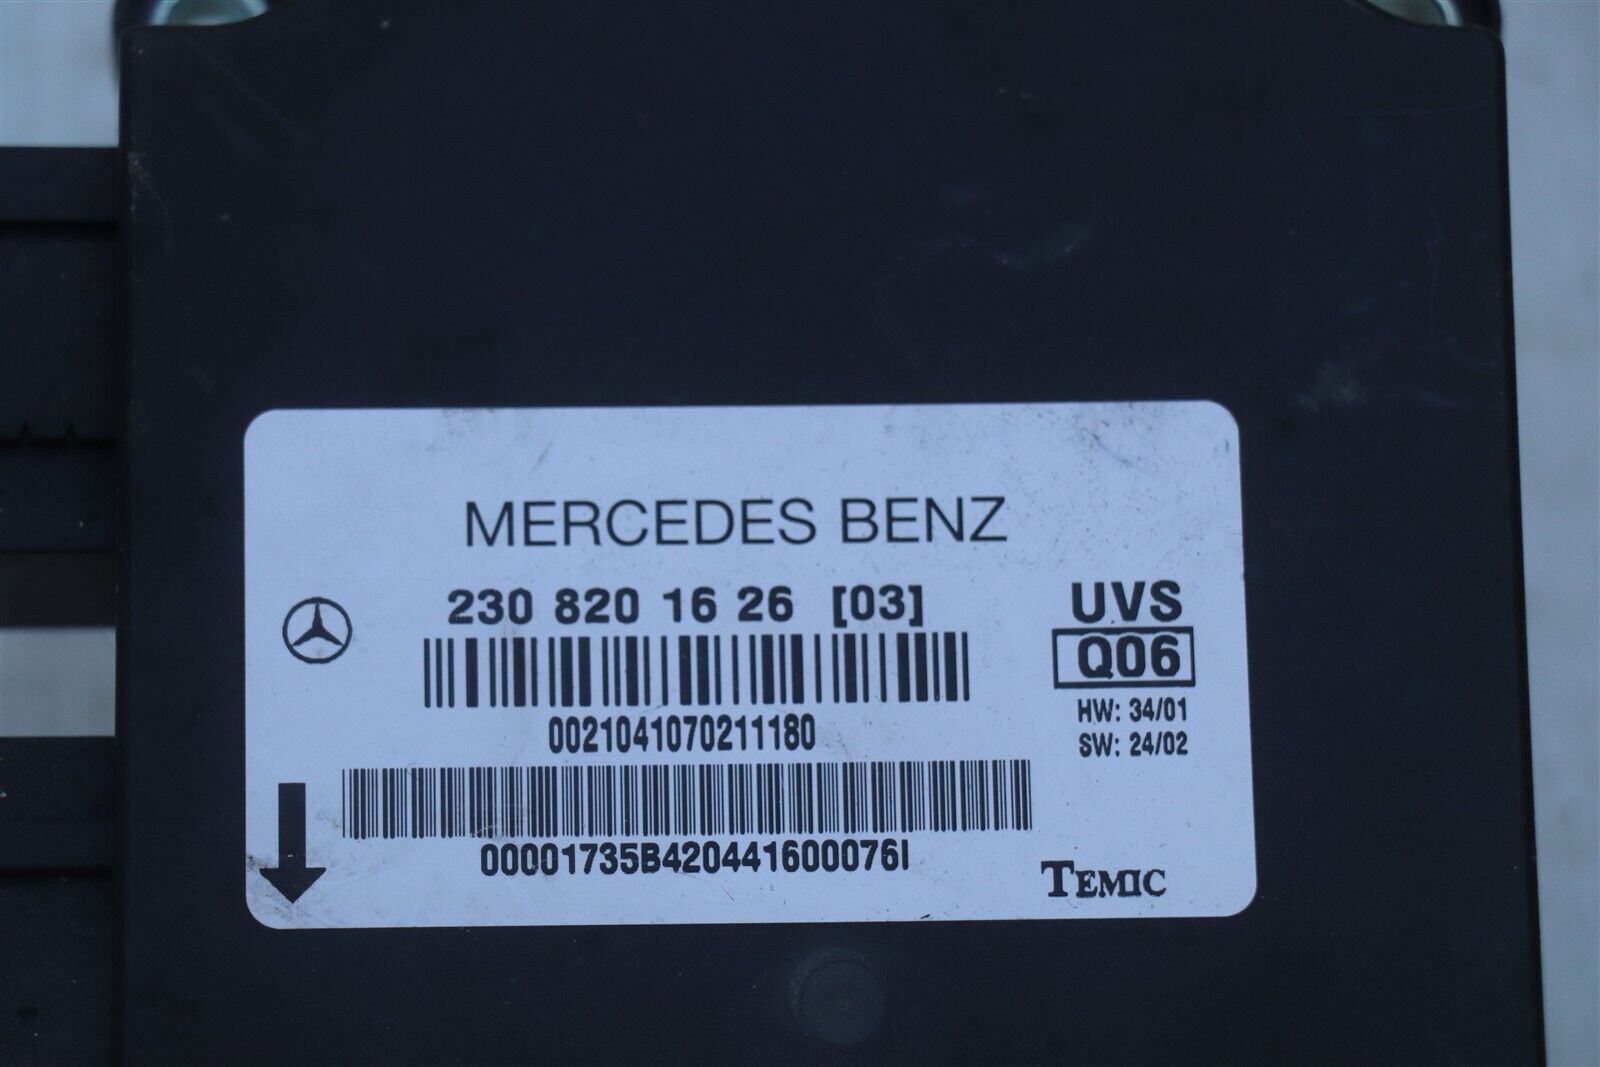 MERCEDES BENZ
230 820 16 26 [03]
UVS
Q06
HW: 34/01
SW: 24/02
0021041070211180
00001735B420441600076I
TEMIC